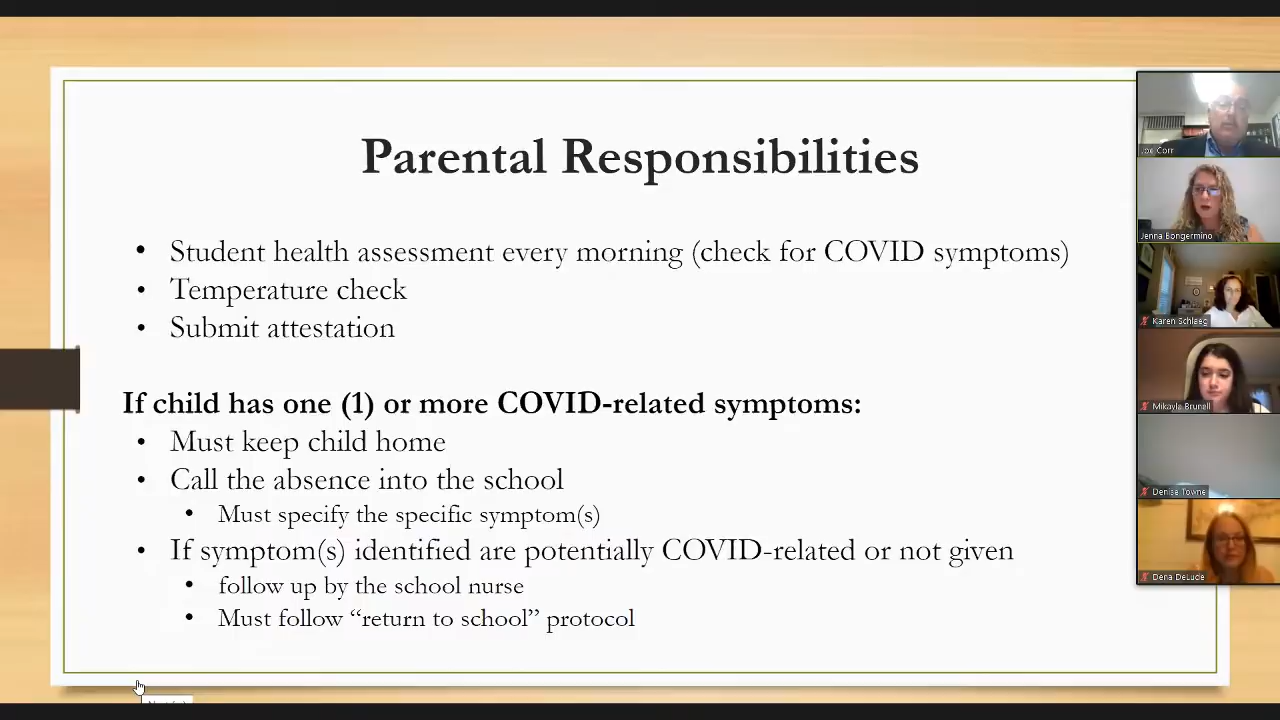 Parental Responsibilities
• Student health assessment every morning (check for COVID symptoms)
• Temperature check
• Submit attestation
If child has one (1) or more COVID-related symptoms:
• Must keep child home
• Call the absence into the school
• Must specify the specific symptom(s)
• If symptom(s) identified are potentially COVID-related or not given
• follow up by the school nurse
• Must follow “return to school” protocol
Joe Corr
Jenna Bongermino
Karen Schlaeg
Mikayla Brunell
Denise Towne
Dena DeLude